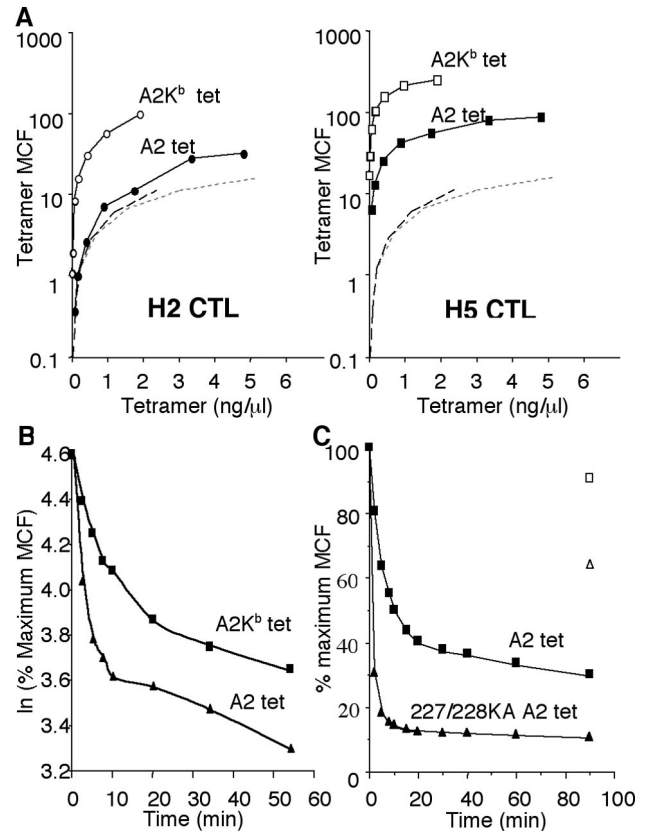 A
1000
100
10
1
0.1
Tetramer MCF
A2Kᵇ tet
A2 tet
H2 CTL
0 1 2 3 4 5 6
Tetramer (ng/µl)
1000
100
10
1
0.1
Tetramer MCF
A2Kᵇ tet
A2 tet
H5 CTL
0 1 2 3 4 5 6
Tetramer (ng/µl)
B
4.6
4.4
4.2
4.0
3.8
3.6
3.4
3.2
ln (% Maximum MCF)
A2Kᵇ tet
A2 tet
0 10 20 30 40 50 60
Time (min)
C
100
80
60
40
20
0
% maximum MCF
A2 tet
227/228KA A2 tet
0 20 40 60 80 100
Time (min)